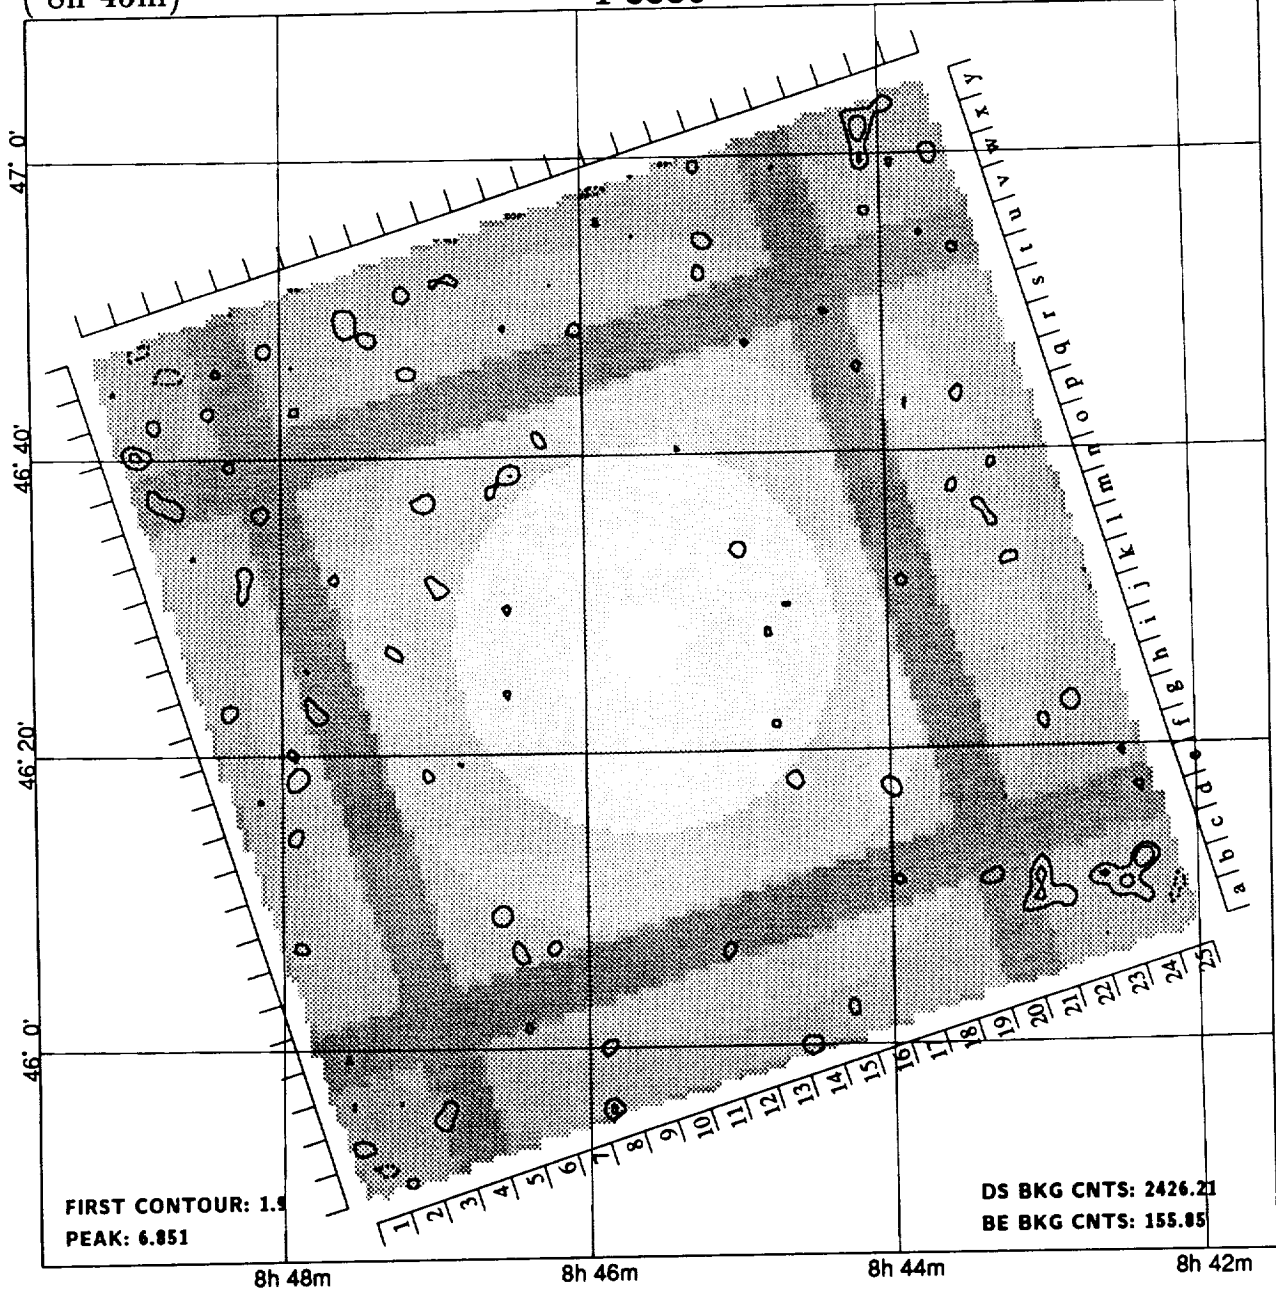 ( 8h 45m)
47° 0'
46° 40'
46° 20'
46° 0'
a|b|c|d|e|f|g|h|i|j|k|l|m|n|o|p|q|r|s|t|u|v|w|x|y
1 2 3 4 5 6 7 8 9 10 11 12 13 14 15 16 17 18 19 20 21 22 23 24 25
FIRST CONTOUR: 1.9
PEAK: 6.851
DS BKG CNTS: 2426.21
BE BKG CNTS: 155.85
8h 48m
8h 46m
8h 44m
8h 42m